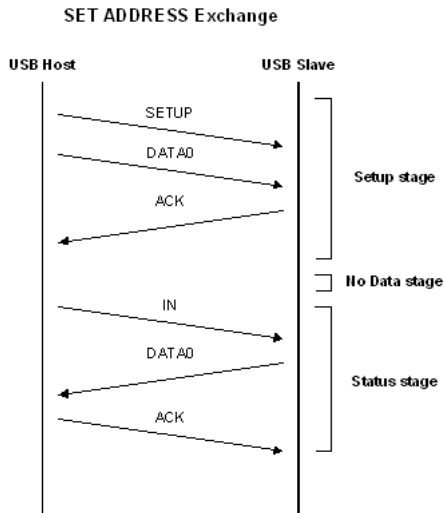 SET ADDRESS Exchange
USB Host
USB Slave
SETUP
DATA0
ACK
Setup stage
No Data stage
IN
DATA0
ACK
Status stage